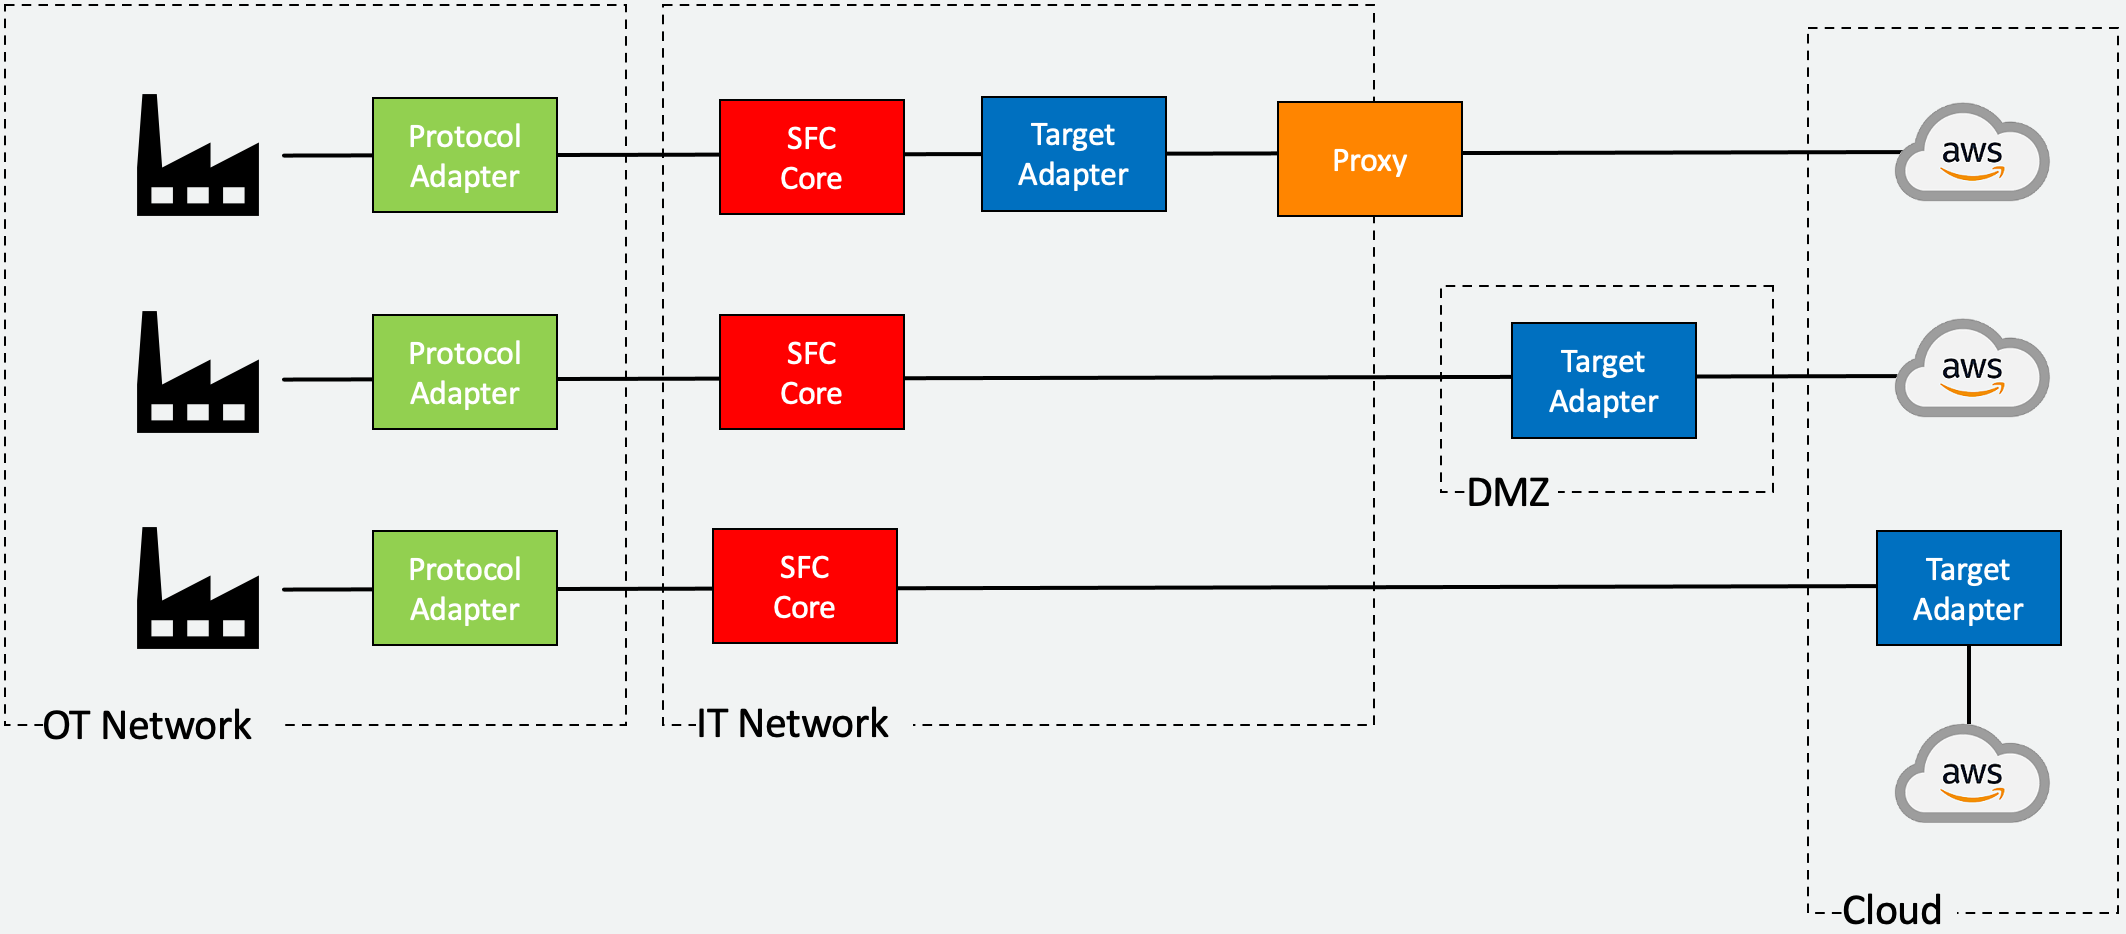 Protocol
Adapter
SFC
Core
Target
Adapter
Proxy
aws
Protocol
Adapter
SFC
Core
Target
Adapter
aws
DMZ
Protocol
Adapter
SFC
Core
Target
Adapter
OT Network
IT Network
aws
Cloud